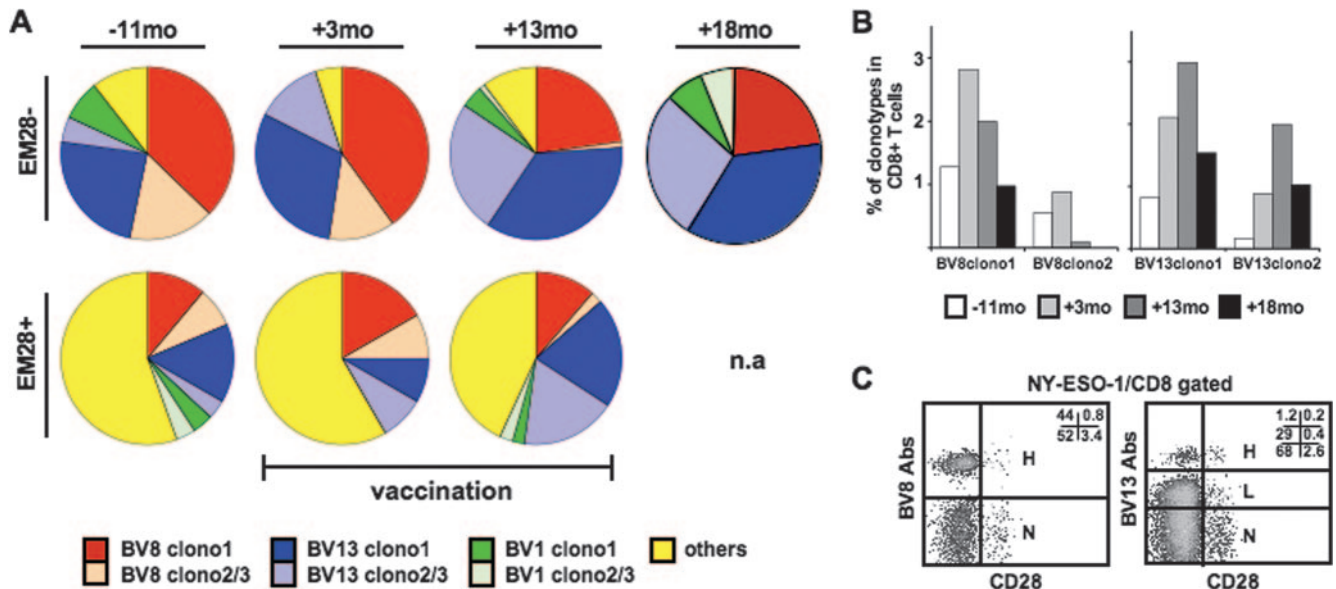 A
-11mo
+3mo
+13mo
+18mo
EM28-
EM28+
n.a
vaccination
BV8 clono1
BV13 clono1
BV1 clono1
others
BV8 clono2/3
BV13 clono2/3
BV1 clono2/3
B
% of donotypes in
CD8+ T cells
3
2
1
BV8clono1
BV8clono2
BV13clono1
BV13clono2
-11mo
+3mo
+13mo
+18mo
C
NY-ESO-1/CD8 gated
BV8 Abs
44 0.8
52 3.4
H
N
CD28
BV13 Abs
1.2 0.2
29 0.4
68 2.6
H
L
N
CD28